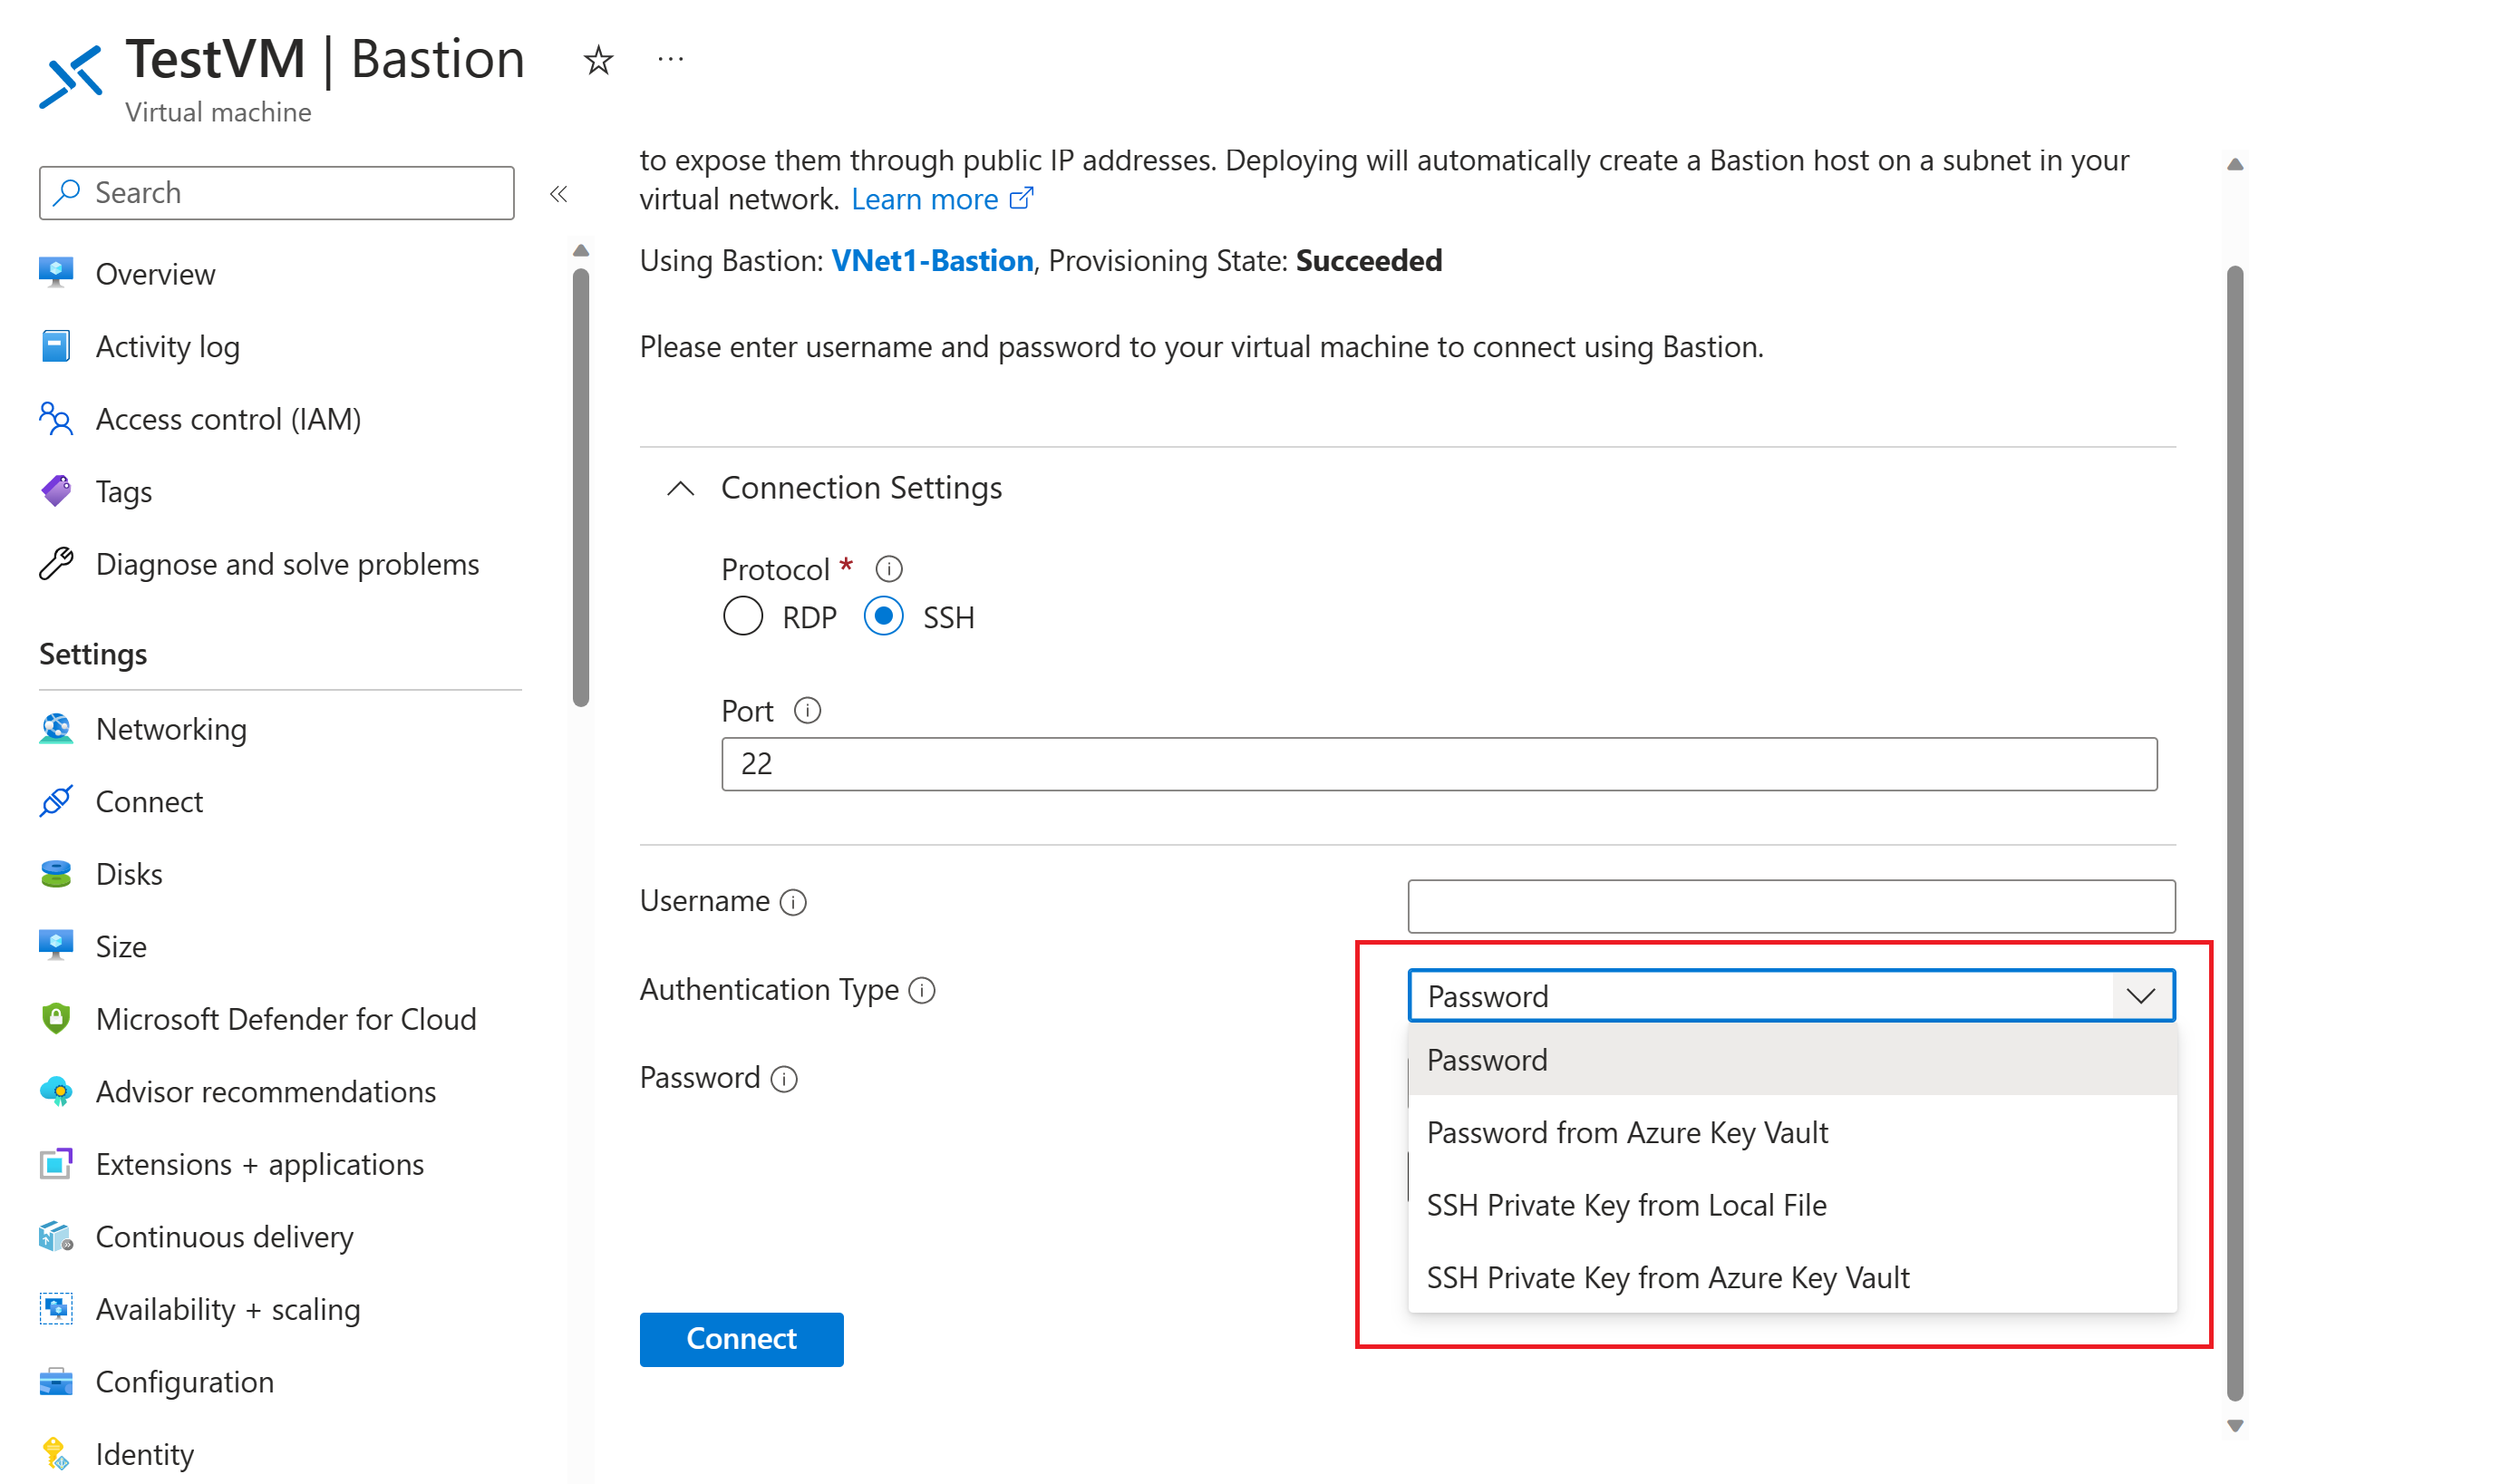 TestVM | Bastion
Virtual machine
Search
Overview
Activity log
Access control (IAM)
Tags
Diagnose and solve problems
Settings
Networking
Connect
Disks
Size
Microsoft Defender for Cloud
Advisor recommendations
Extensions + applications
Continuous delivery
Availability + scaling
Configuration
Identity
to expose them through public IP addresses. Deploying will automatically create a Bastion host on a subnet in your
virtual network. Learn more
Using Bastion: VNet1-Bastion, Provisioning State: Succeeded
Please enter username and password to your virtual machine to connect using Bastion.
Connection Settings
Protocol *
RDP SSH
Port
22
Username
Authentication Type
Password
Password
Password
Password from Azure Key Vault
SSH Private Key from Local File
SSH Private Key from Azure Key Vault
Connect